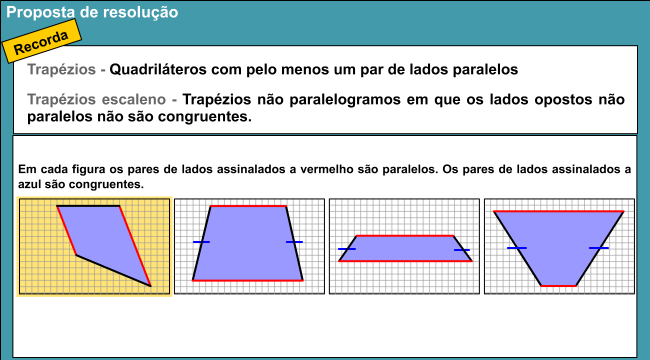 Proposta de resolução
Recorda
Trapézios - Quadriláteros com pelo menos um par de lados paralelos
Trapézios escaleno - Trapézios não paralelogramos em que os lados opostos não
paralelos não são congruentes.
Em cada figura os pares de lados assinalados a vermelho são paralelos. Os pares de lados assinalados a
azul são congruentes.